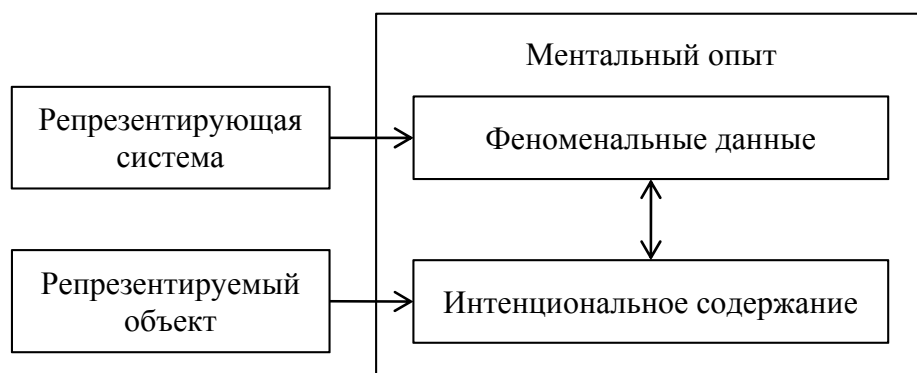 Ментальный опыт
Репрезентирующая
система
Феноменальные данные
Репрезентируемый
объект
Интенциональное содержание